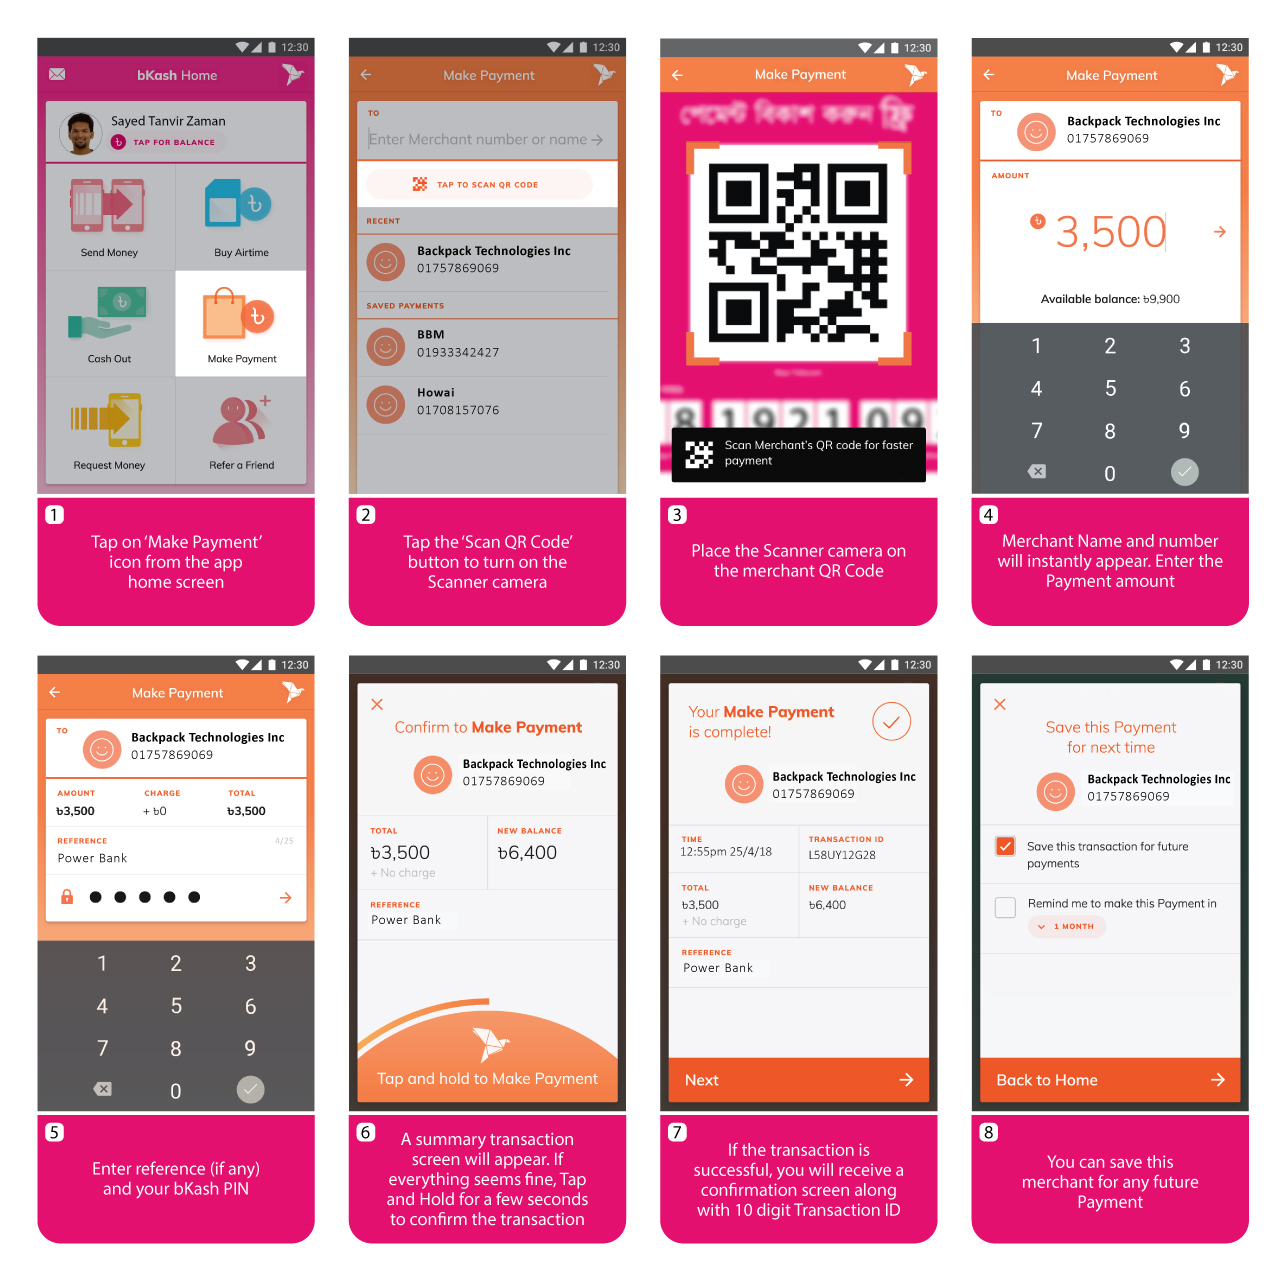 12:30
bKash Home
Sayed Tanvir Zaman
TAP FOR BALANCE
Send Money
Buy Airtime
Cash Out
Make Payment
Request Money
Refer a Friend
1
Tap on 'Make Payment'
icon from the app
home screen
12:30
Make Payment
TO
Enter Merchant number or name
TAP TO SCAN QR CODE
RECENT
Backpack Technologies Inc
01757869069
SAVED PAYMENTS
BBM
01933342427
Howai
01708157076
2
Tap the 'Scan QR Code'
button to turn on the
Scanner camera
12:30
Make Payment
পেমেন্ট বিকাশ করুন ফ্রি
8 1 9 2 1 0 9
Scan Merchant's QR code for faster
payment
3
Place the Scanner camera on
the merchant QR Code
12:30
Make Payment
TO
Backpack Technologies Inc
01757869069
AMOUNT
৳ 3,500
Available balance: ৳9,900
1 2 3
4 5 6
7 8 9
0
4
Merchant Name and number
will instantly appear. Enter the
Payment amount
12:30
Make Payment
TO
Backpack Technologies Inc
01757869069
AMOUNT CHARGE TOTAL
৳3,500 + ৳0 ৳3,500
REFERENCE 4/25
Power Bank
1 2 3
4 5 6
7 8 9
0
5
Enter reference (if any)
and your bKash PIN
12:30
Confirm to Make Payment
Backpack Technologies Inc
01757869069
TOTAL NEW BALANCE
৳3,500 ৳6,400
+ No charge
REFERENCE
Power Bank
Tap and hold to Make Payment
6
A summary transaction
screen will appear. If
everything seems fine, Tap
and Hold for a few seconds
to confirm the transaction
12:30
Your Make Payment
is complete!
Backpack Technologies Inc
01757869069
TIME TRANSACTION ID
12:55pm 25/4/18 L58UY12G28
TOTAL NEW BALANCE
৳3,500 ৳6,400
+ No charge
REFERENCE
Power Bank
Next
7
If the transaction is
successful, you will receive a
confirmation screen along
with 10 digit Transaction ID
12:30
Save this Payment
for next time
Backpack Technologies Inc
01757869069
Save this transaction for future
payments
Remind me to make this Payment in
1 MONTH
Back to Home
8
You can save this
merchant for any future
Payment